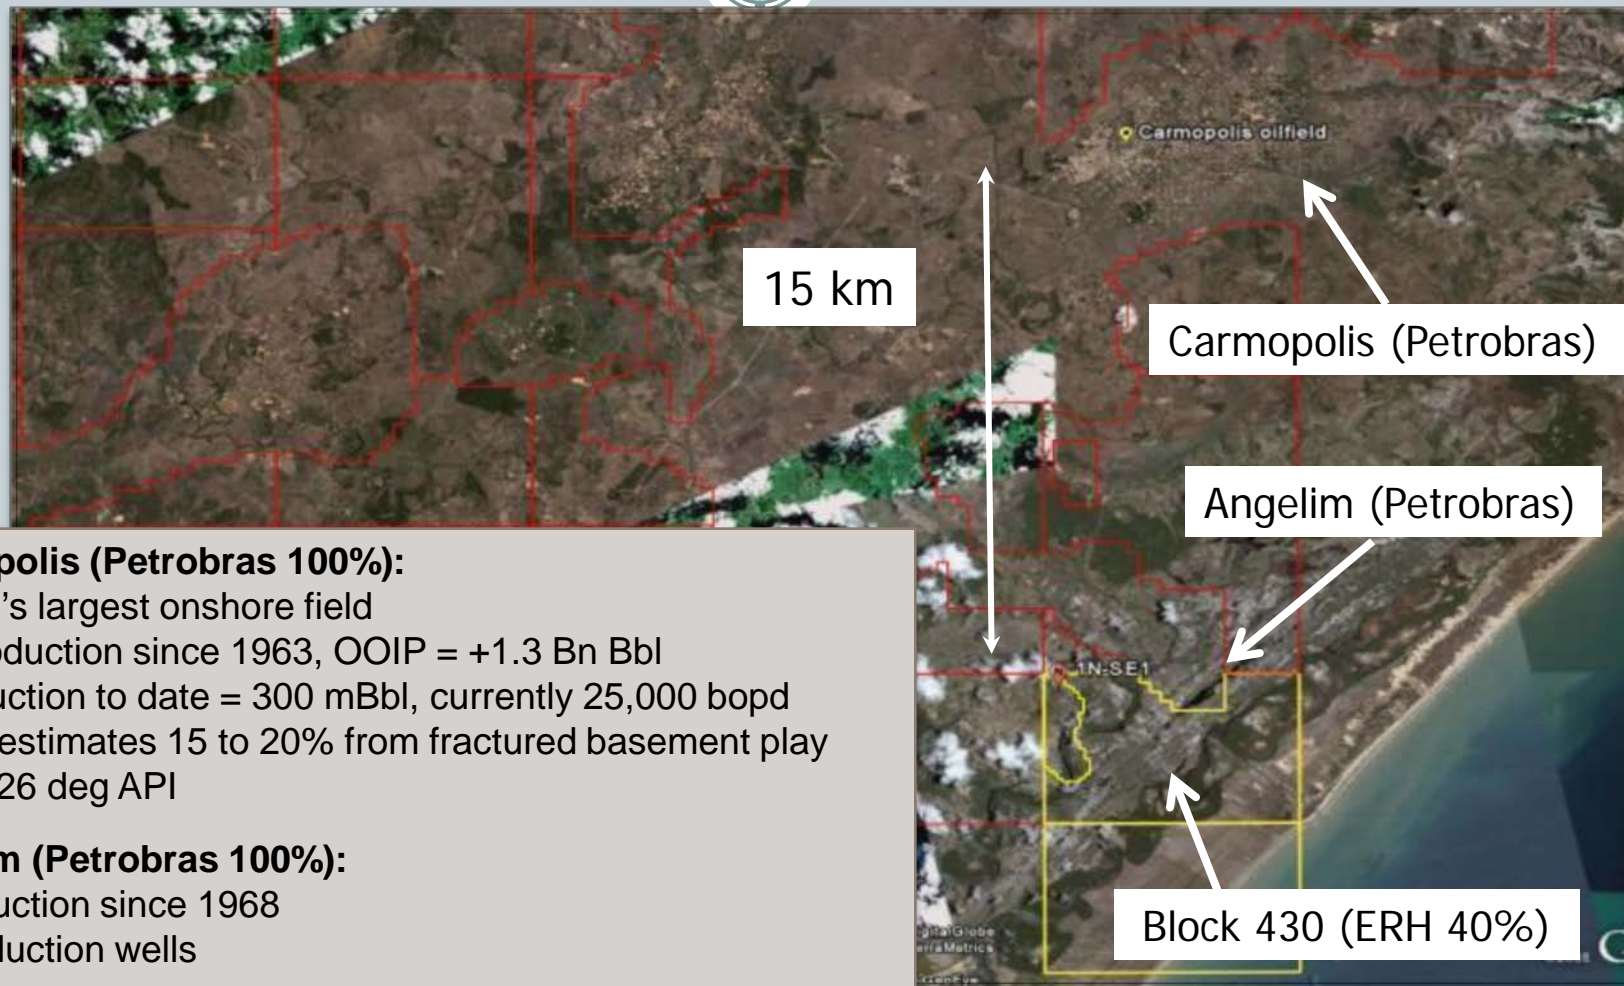 Carmopolis oilfield
15 km
Carmopolis (Petrobras)
Angelim (Petrobras)
1N-SE1
Block 430 (ERH 40%)
polis (Petrobras 100%):
's largest onshore field
oduction since 1963, OOIP = +1.3 Bn Bbl
uction to date = 300 mBbl, currently 25,000 bopd
estimates 15 to 20% from fractured basement play
26 deg API
m (Petrobras 100%):
uction since 1968
luction wells